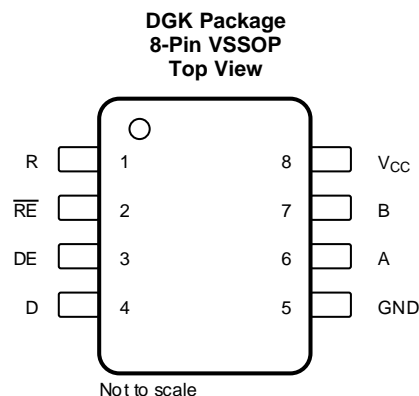 DGK Package
8-Pin VSSOP
Top View
R 1 8 VCC
RE 2 7 B
DE 3 6 A
D 4 5 GND
Not to scale